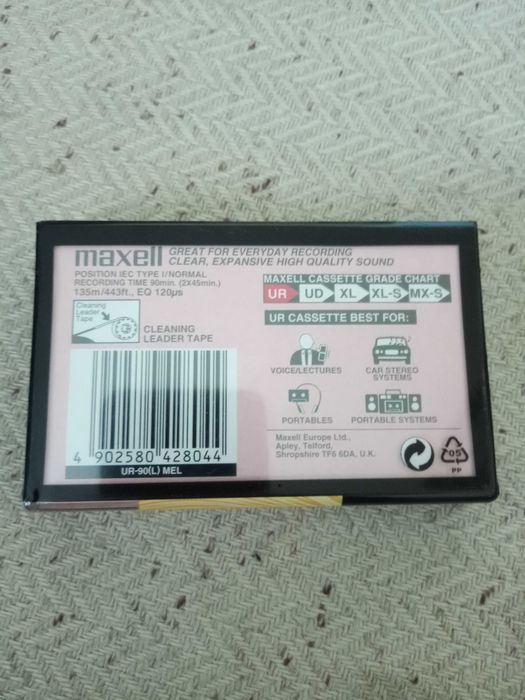 maxell GREAT FOR EVERYDAY RECORDING
CLEAR, EXPANSIVE HIGH QUALITY SOUND
POSITION IEC TYPE I/NORMAL
RECORDING TIME 90min. (2X45min.)
135m/443ft., EQ 120µs
Cleaning
Leader
Tape
CLEANING
LEADER TAPE
4 902580 428044
UR-90(L) MEL
MAXELL CASSETTE GRADE CHART
UR UD XL XL-S MX-S
UR CASSETTE BEST FOR:
VOICE/LECTURES
CAR STEREO
SYSTEMS
PORTABLES
PORTABLE SYSTEMS
Maxell Europe Ltd.,
Apley, Telford,
Shropshire TF6 6DA, U.K.
05
PP